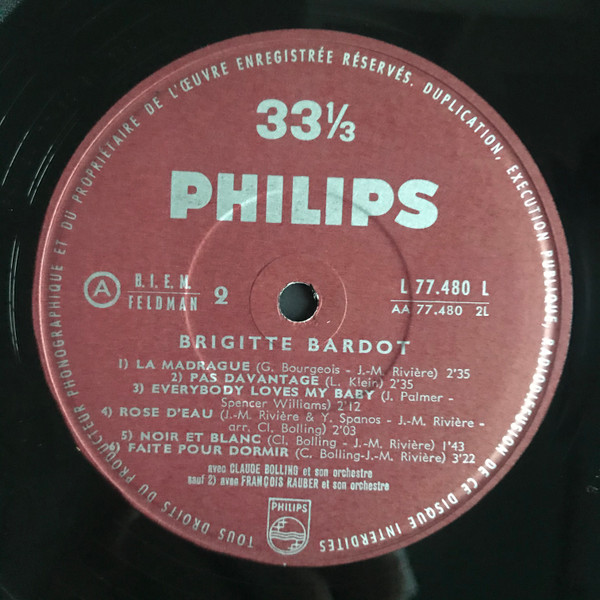 TOUS DROITS DU PRODUCTEUR PHONOGRAPHIQUE ET DU PROPRIÉTAIRE DE L'ŒUVRE ENREGISTRÉE RÉSERVÉS. DUPLICATION, EXECUTION PUBLIQUE, RADIODIFFUSION DE CE DISQUE INTERDITES
33⅓
PHILIPS
A
B.I.E.M.
FELDMAN
2
L 77.480 L
AA 77.480 2L
BRIGITTE BARDOT
1) LA MADRAGUE (G. Bourgeois - J.-M. Rivière) 2'35
2) PAS DAVANTAGE (L. Klein) 2'35
3) EVERYBODY LOVES MY BABY (J. Palmer -
Spencer Williams) 2'12
4) ROSE D'EAU (J.-M. Rivière & Y. Spanos - J.-M. Rivière -
arr. Cl. Bolling) 2'03
5) NOIR ET BLANC (Cl. Bolling - J.-M. Rivière) 1'43
6) FAITE POUR DORMIR (C. Bolling-J.-M. Rivière) 3'22
avec CLAUDE BOLLING et son orchestre
sauf 2) avec FRANÇOIS RAUBER et son orchestre
PHILIPS